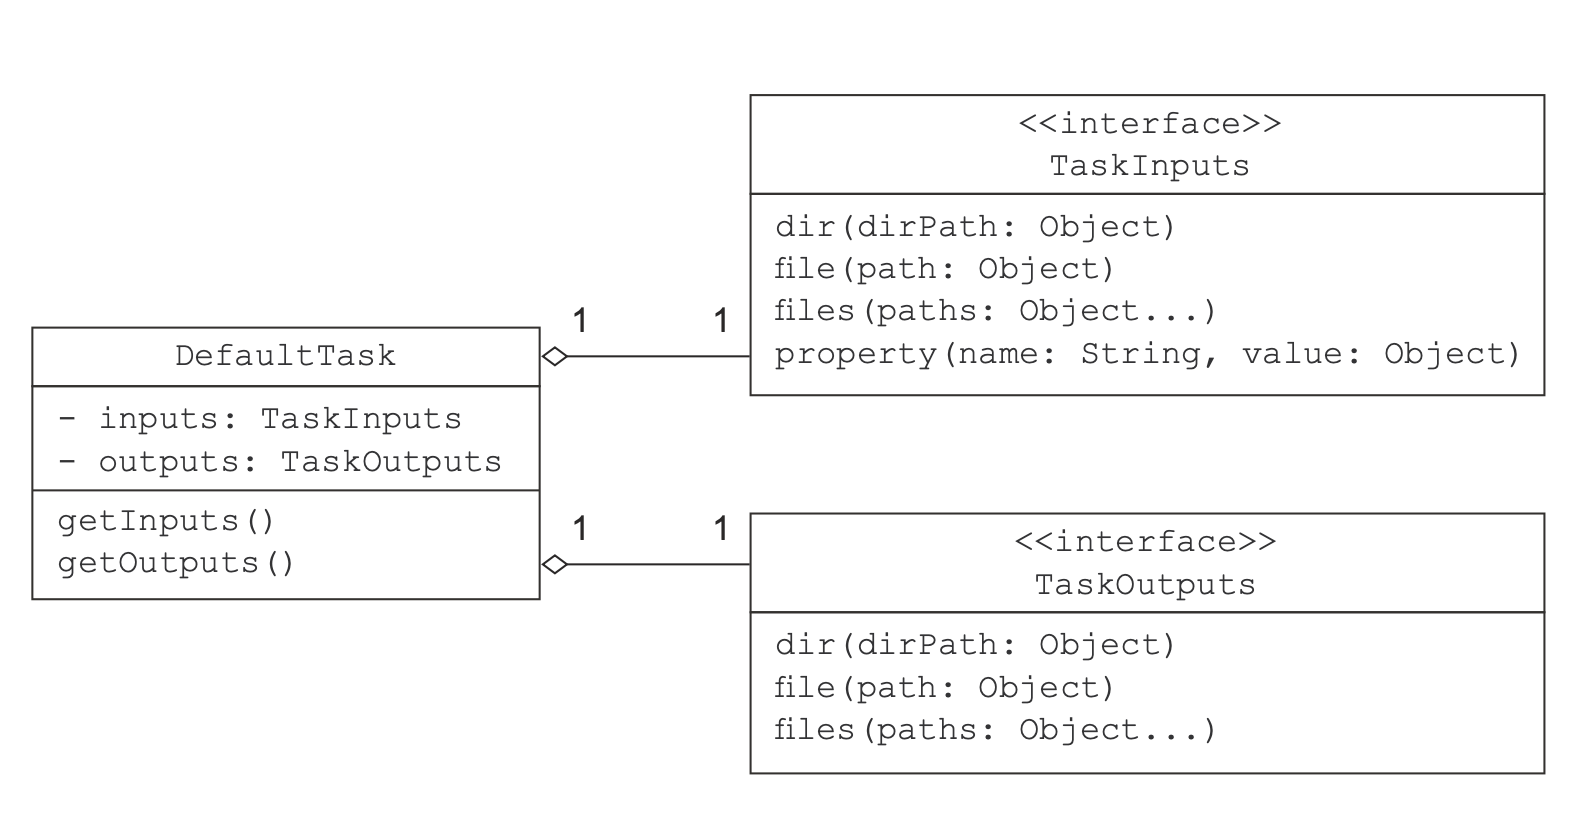 <<interface>>
TaskInputs
dir(dirPath: Object)
file(path: Object)
files(paths: Object...)
property(name: String, value: Object)
1 1
DefaultTask
- inputs: TaskInputs
- outputs: TaskOutputs
getInputs()
getOutputs()
1 1
<<interface>>
TaskOutputs
dir(dirPath: Object)
file(path: Object)
files(paths: Object...)